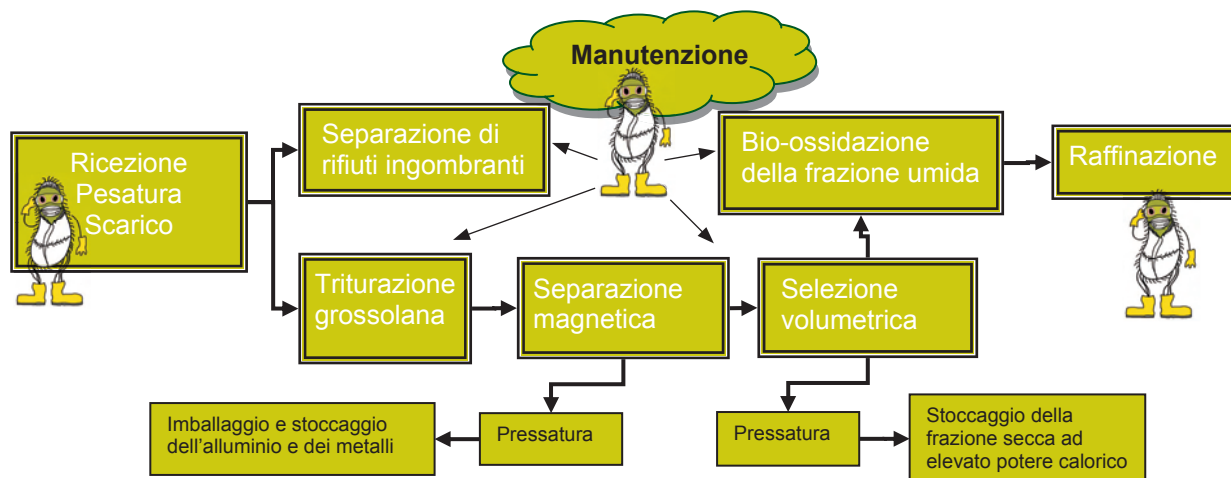 Manutenzione
Ricezione
Pesatura
Scarico
Separazione di
rifiuti ingombranti
Bio-ossidazione
della frazione umida
Raffinazione
Triturazione
grossolana
Separazione
magnetica
Selezione
volumetrica
Imballaggio e stoccaggio
dell'alluminio e dei metalli
Pressatura
Pressatura
Stoccaggio della
frazione secca ad
elevato potere calorico